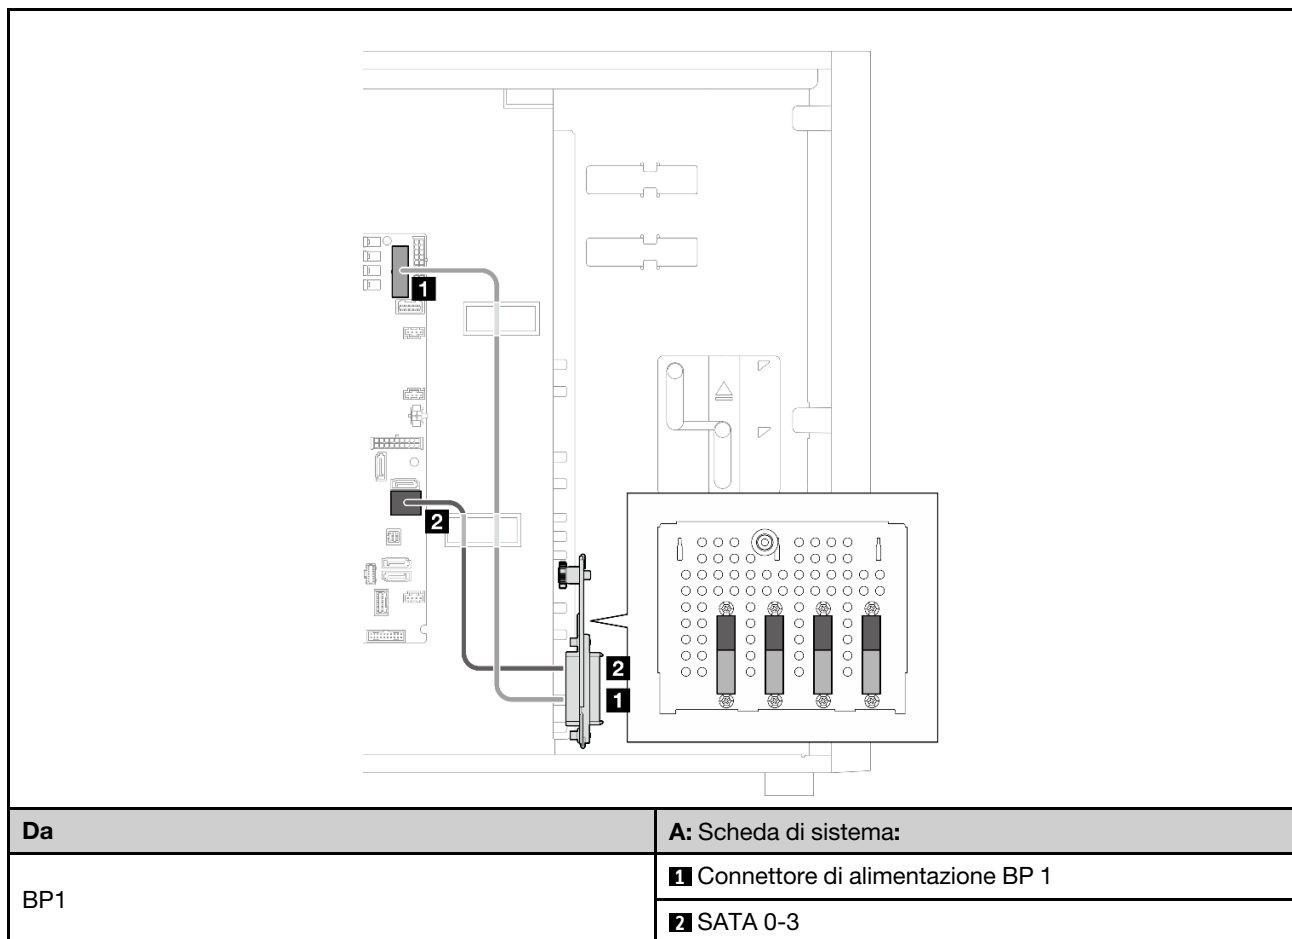 1
2
2
1
Da
A: Scheda di sistema:
BP1
1 Connettore di alimentazione BP 1
2 SATA 0-3